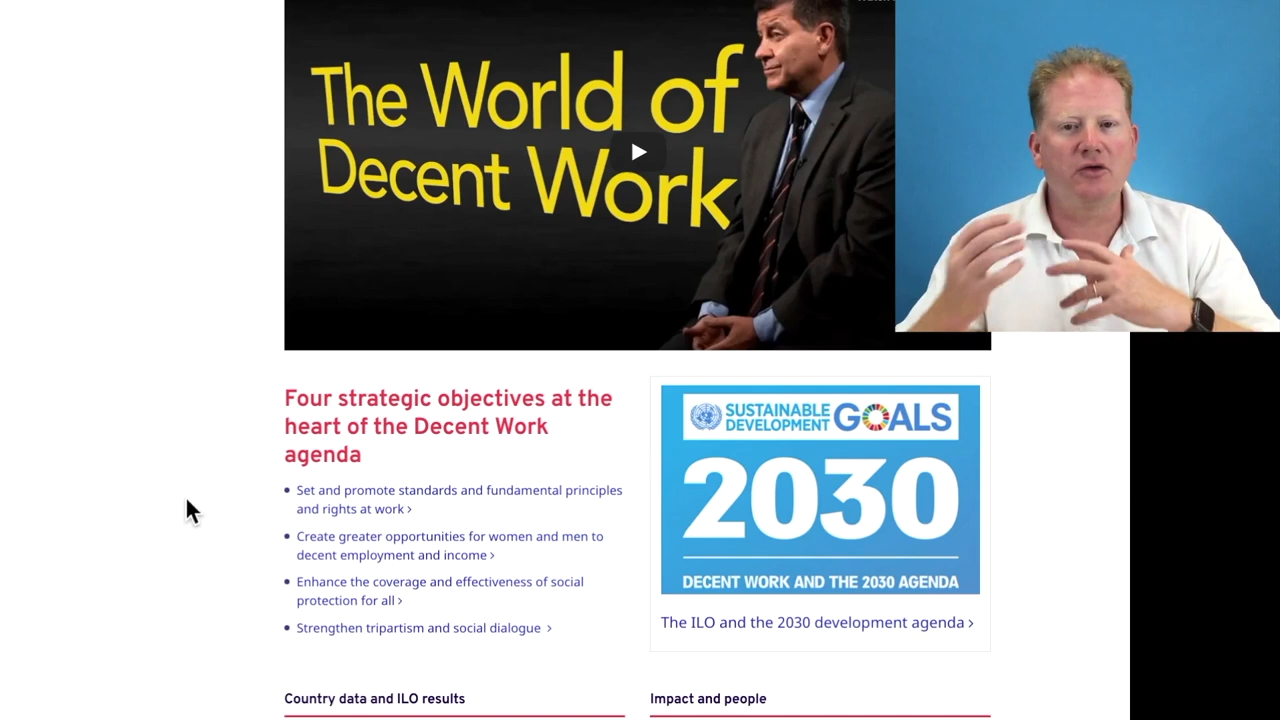 The World of
Decent Work
Four strategic objectives at the
heart of the Decent Work
agenda
Set and promote standards and fundamental principles
and rights at work ›
Create greater opportunities for women and men to
decent employment and income ›
Enhance the coverage and effectiveness of social
protection for all ›
Strengthen tripartism and social dialogue ›
SUSTAINABLE
DEVELOPMENT GOALS
2030
DECENT WORK AND THE 2030 AGENDA
The ILO and the 2030 development agenda ›
Country data and ILO results
Impact and people